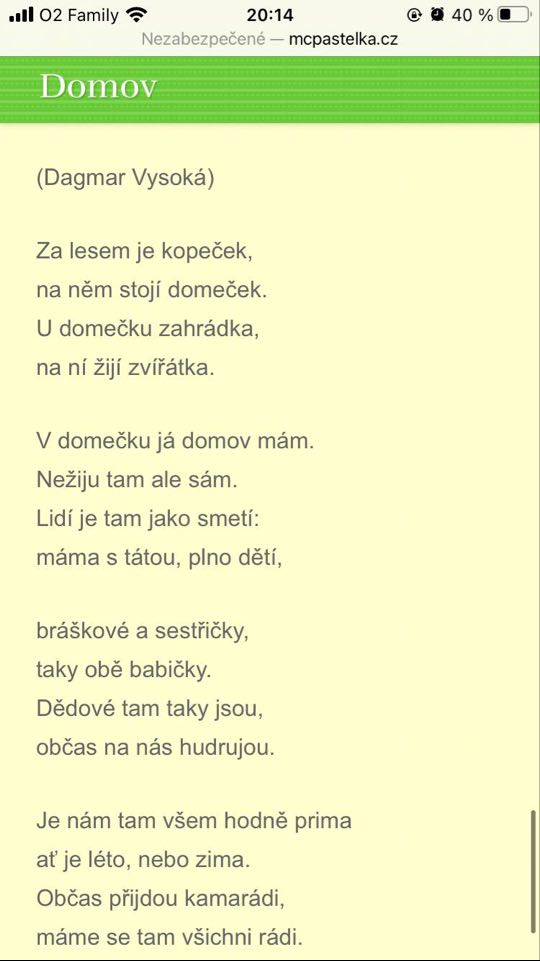 O2 Family
20:14
40 %
Nezabezpečené — mcpastelka.cz
Domov
(Dagmar Vysoká)
Za lesem je kopeček,
na něm stojí domeček.
U domečku zahrádka,
na ní žijí zvířátka.
V domečku já domov mám.
Nežiju tam ale sám.
Lidí je tam jako smetí:
máma s tátou, plno dětí,
bráškové a sestřičky,
taky obě babičky.
Dědové tam taky jsou,
občas na nás hudrujou.
Je nám tam všem hodně prima
ať je léto, nebo zima.
Občas přijdou kamarádi,
máme se tam všichni rádi.